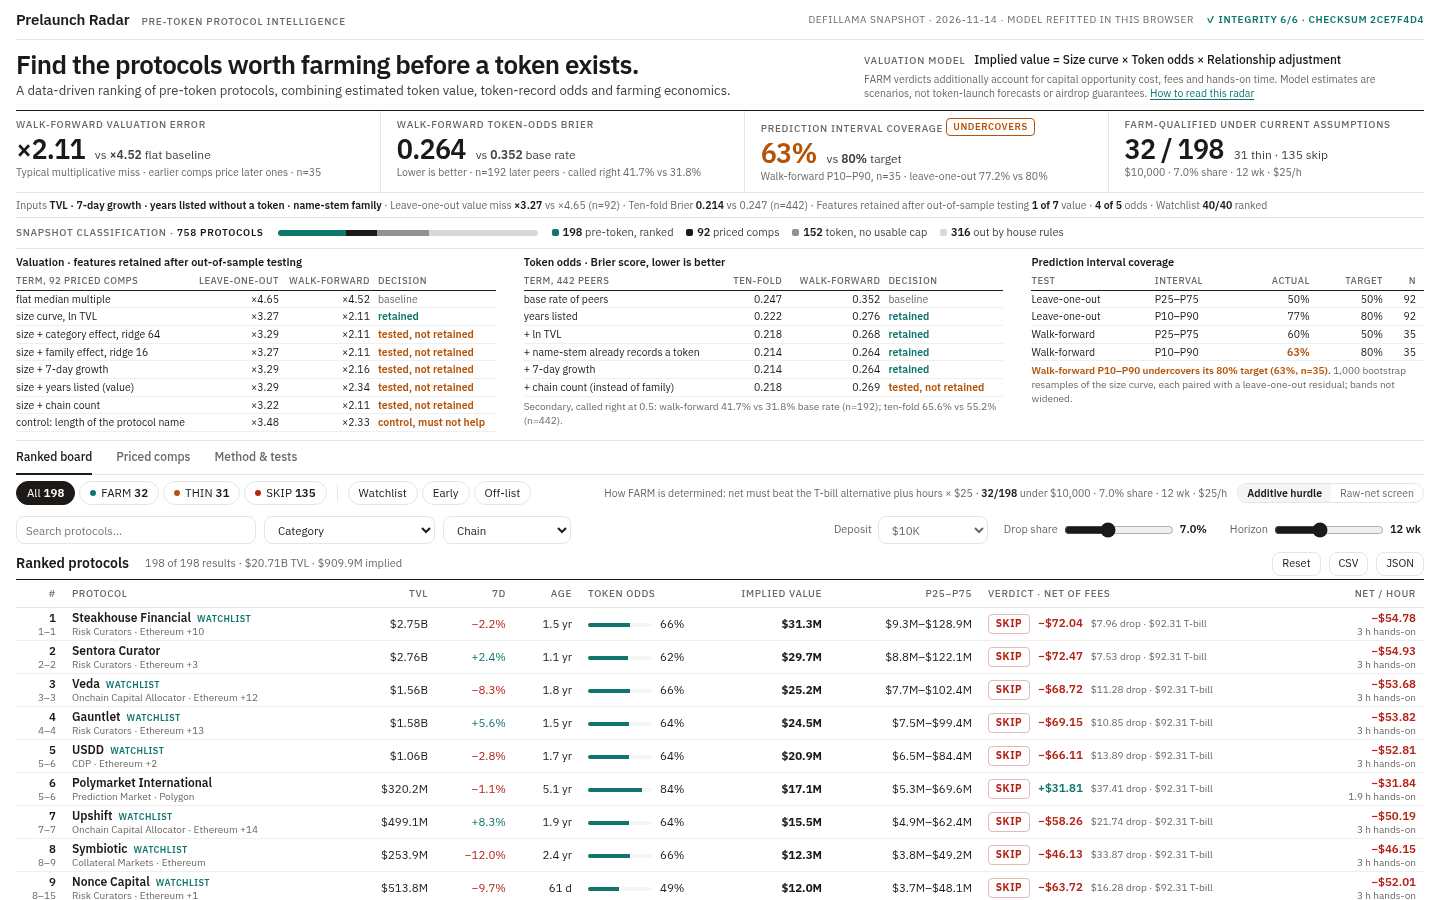 Prelaunch Radar PRE-TOKEN PROTOCOL INTELLIGENCE DEFILLAMA SNAPSHOT · 2026-11-14 · MODEL REFITTED IN THIS BROWSER ✓ INTEGRITY 6/6 · CHECKSUM 2CE7F4D4
Find the protocols worth farming before a token exists.
A data-driven ranking of pre-token protocols, combining estimated token value, token-record odds and farming economics.
VALUATION MODEL Implied value = Size curve × Token odds × Relationship adjustment
FARM verdicts additionally account for capital opportunity cost, fees and hands-on time. Model estimates are
scenarios, not token-launch forecasts or airdrop guarantees. How to read this radar
WALK-FORWARD VALUATION ERROR
×2.11 vs ×4.52 flat baseline
Typical multiplicative miss · earlier comps price later ones · n=35
WALK-FORWARD TOKEN-ODDS BRIER
0.264 vs 0.352 base rate
Lower is better · n=192 later peers · called right 41.7% vs 31.8%
PREDICTION INTERVAL COVERAGE UNDERCOVERS
63% vs 80% target
Walk-forward P10–P90, n=35 · leave-one-out 77.2% vs 80%
FARM-QUALIFIED UNDER CURRENT ASSUMPTIONS
32 / 198 31 thin · 135 skip
$10,000 · 7.0% share · 12 wk · $25/h
Inputs TVL · 7-day growth · years listed without a token · name-stem family · Leave-one-out value miss ×3.27 vs ×4.65 (n=92) · Ten-fold Brier 0.214 vs 0.247 (n=442) · Features retained after out-of-sample testing 1 of 7 value · 4 of 5 odds · Watchlist 40/40 ranked
SNAPSHOT CLASSIFICATION · 758 PROTOCOLS 198 pre-token, ranked 92 priced comps 152 token, no usable cap 316 out by house rules
Valuation · features retained after out-of-sample testing
TERM, 92 PRICED COMPS LEAVE-ONE-OUT WALK-FORWARD DECISION
flat median multiple ×4.65 ×4.52 baseline
size curve, ln TVL ×3.27 ×2.11 retained
size + category effect, ridge 64 ×3.29 ×2.11 tested, not retained
size + family effect, ridge 16 ×3.27 ×2.11 tested, not retained
size + 7-day growth ×3.29 ×2.16 tested, not retained
size + years listed (value) ×3.29 ×2.34 tested, not retained
size + chain count ×3.22 ×2.11 tested, not retained
control: length of the protocol name ×3.48 ×2.33 control, must not help
Token odds · Brier score, lower is better
TERM, 442 PEERS TEN-FOLD WALK-FORWARD DECISION
base rate of peers 0.247 0.352 baseline
years listed 0.222 0.276 retained
+ ln TVL 0.218 0.268 retained
+ name-stem already records a token 0.214 0.264 retained
+ 7-day growth 0.214 0.264 retained
+ chain count (instead of family) 0.218 0.269 tested, not retained
Secondary, called right at 0.5: walk-forward 41.7% vs 31.8% base rate (n=192); ten-fold 65.6% vs 55.2%
(n=442).
Prediction interval coverage
TEST INTERVAL ACTUAL TARGET N
Leave-one-out P25–P75 50% 50% 92
Leave-one-out P10–P90 77% 80% 92
Walk-forward P25–P75 60% 50% 35
Walk-forward P10–P90 63% 80% 35
Walk-forward P10–P90 undercovers its 80% target (63%, n=35). 1,000 bootstrap
resamples of the size curve, each paired with a leave-one-out residual; bands not
widened.
Ranked board Priced comps Method & tests
All 198 FARM 32 THIN 31 SKIP 135 Watchlist Early Off-list How FARM is determined: net must beat the T-bill alternative plus hours × $25 · 32/198 under $10,000 · 7.0% share · 12 wk · $25/h Additive hurdle Raw-net screen
Search protocols... Category Chain Deposit $10K Drop share 7.0% Horizon 12 wk
Ranked protocols 198 of 198 results · $20.71B TVL · $909.9M implied Reset CSV JSON
# PROTOCOL TVL 7D AGE TOKEN ODDS IMPLIED VALUE P25–P75 VERDICT · NET OF FEES NET / HOUR
1 Steakhouse Financial WATCHLIST $2.75B −2.2% 1.5 yr 66% $31.3M $9.3M–$128.9M SKIP −$72.04 $7.96 drop · $92.31 T-bill −$54.78
1–1 Risk Curators · Ethereum +10 3 h hands-on
2 Sentora Curator $2.76B +2.4% 1.1 yr 62% $29.7M $8.8M–$122.1M SKIP −$72.47 $7.53 drop · $92.31 T-bill −$54.93
2–2 Risk Curators · Ethereum +3 3 h hands-on
3 Veda WATCHLIST $1.56B −8.3% 1.8 yr 66% $25.2M $7.7M–$102.4M SKIP −$68.72 $11.28 drop · $92.31 T-bill −$53.68
3–3 Onchain Capital Allocator · Ethereum +12 3 h hands-on
4 Gauntlet WATCHLIST $1.58B +5.6% 1.5 yr 64% $24.5M $7.5M–$99.4M SKIP −$69.15 $10.85 drop · $92.31 T-bill −$53.82
4–4 Risk Curators · Ethereum +13 3 h hands-on
5 USDD WATCHLIST $1.06B −2.8% 1.7 yr 64% $20.9M $6.5M–$84.4M SKIP −$66.11 $13.89 drop · $92.31 T-bill −$52.81
5–6 CDP · Ethereum +2 3 h hands-on
6 Polymarket International $320.2M −1.1% 5.1 yr 84% $17.1M $5.3M–$69.6M SKIP +$31.81 $37.41 drop · $92.31 T-bill −$31.84
5–6 Prediction Market · Polygon 1.9 h hands-on
7 Upshift WATCHLIST $499.1M +8.3% 1.9 yr 64% $15.5M $4.9M–$62.4M SKIP −$58.26 $21.74 drop · $92.31 T-bill −$50.19
7–7 Onchain Capital Allocator · Ethereum +14 3 h hands-on
8 Symbiotic WATCHLIST $253.9M −12.0% 2.4 yr 66% $12.3M $3.8M–$49.2M SKIP −$46.13 $33.87 drop · $92.31 T-bill −$46.15
8–9 Collateral Markets · Ethereum 3 h hands-on
9 Nonce Capital WATCHLIST $513.8M −9.7% 61 d 49% $12.0M $3.7M–$48.1M SKIP −$63.72 $16.28 drop · $92.31 T-bill −$52.01
8–15 Risk Curators · Ethereum +1 3 h hands-on